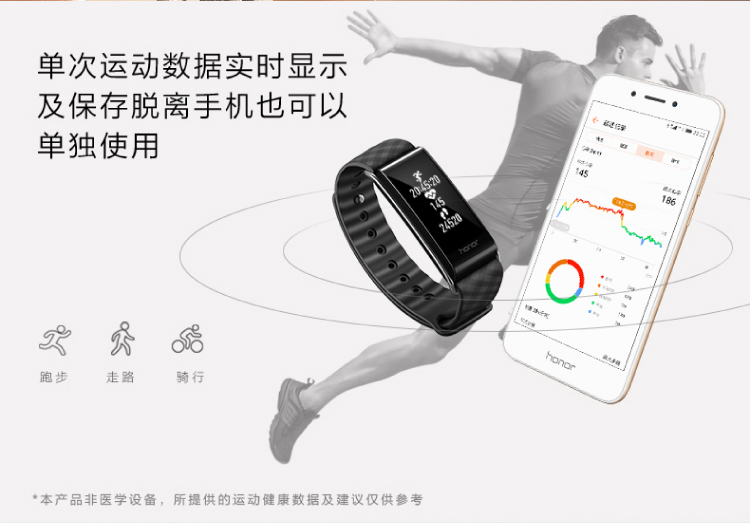 单次运动数据实时显示
及保存脱离手机也可以
单独使用
20:45:20
145
24520
honor
145
186
honor
跑步
走路
骑行
*本产品非医学设备，所提供的运动健康数据及建议仅供参考